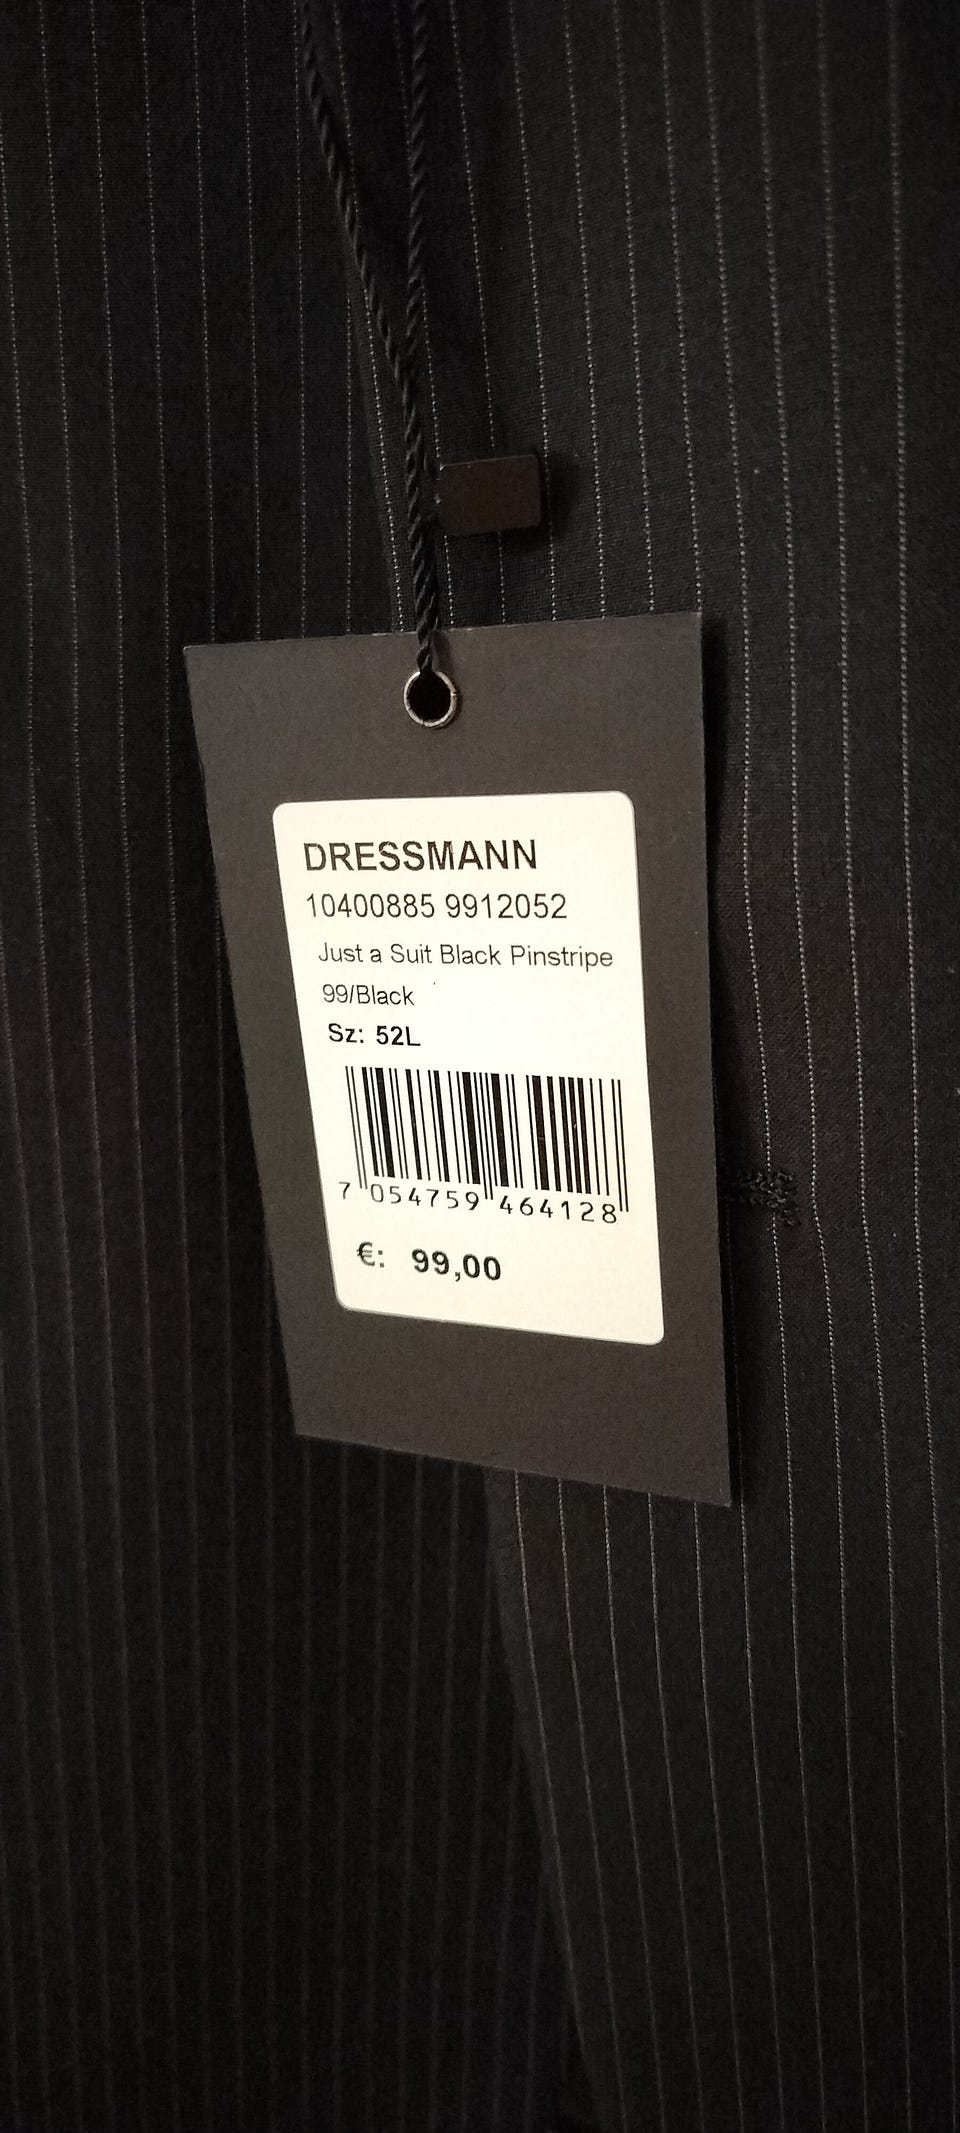 DRESSMANN
10400885 9912052
Just a Suit Black Pinstripe
99/Black
Sz: 52L
7 054759 464128
€: 99,00